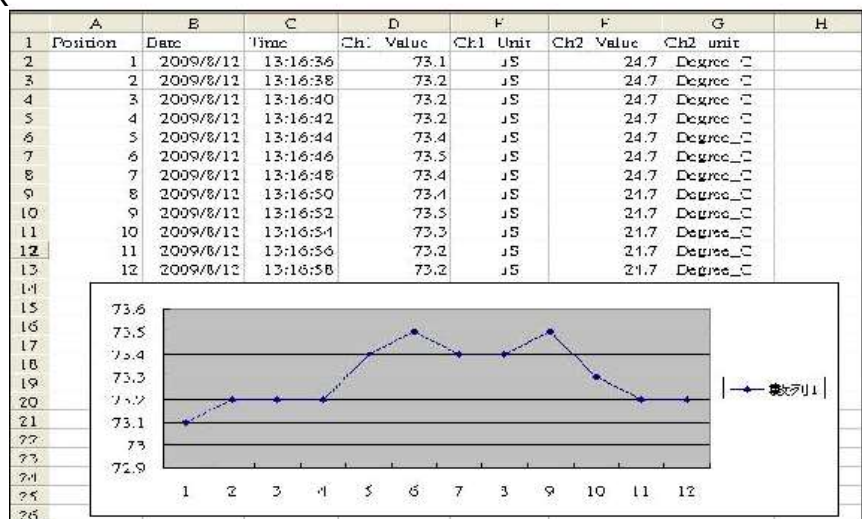 A B C D E F G H
1 Position Date Time Ch1_Value Ch1_Unit Ch2_Value Ch2_unit
2 1 2009/8/12 13:16:36 73.1 uS 24.7 Degree_C
3 2 2009/8/12 13:16:38 73.2 uS 24.7 Degree_C
4 3 2009/8/12 13:16:40 73.2 uS 24.7 Degree_C
5 4 2009/8/12 13:16:42 73.2 uS 24.7 Degree_C
6 5 2009/8/12 13:16:44 73.4 uS 24.7 Degree_C
7 6 2009/8/12 13:16:46 73.5 uS 24.7 Degree_C
8 7 2009/8/12 13:16:48 73.4 uS 24.7 Degree_C
9 8 2009/8/12 13:16:50 73.4 uS 24.7 Degree_C
10 9 2009/8/12 13:16:52 73.5 uS 24.7 Degree_C
11 10 2009/8/12 13:16:54 73.3 uS 24.7 Degree_C
12 11 2009/8/12 13:16:56 73.2 uS 24.7 Degree_C
13 12 2009/8/12 13:16:58 73.2 uS 24.7 Degree_C
14
15 73.6
16 73.5
17 73.4
18 73.3
19 數列1
20 73.2
21 73.1
22 73
23 72.9
24
25 1 2 3 4 5 6 7 8 9 10 11 12
26